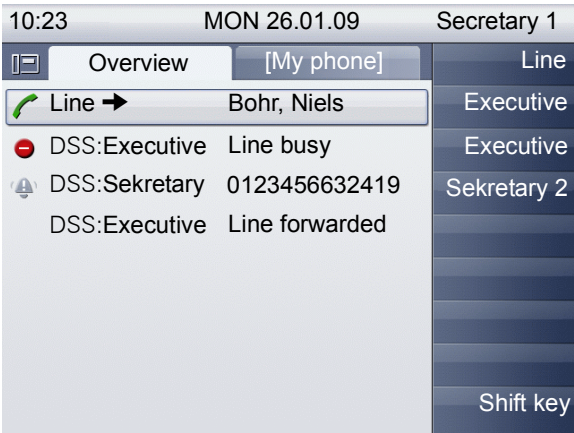 10:23 MON 26.01.09 Secretary 1
Overview [My phone] Line
Line → Bohr, Niels Executive
DSS:Executive Line busy Executive
DSS:Sekretary 0123456632419 Sekretary 2
DSS:Executive Line forwarded
Shift key